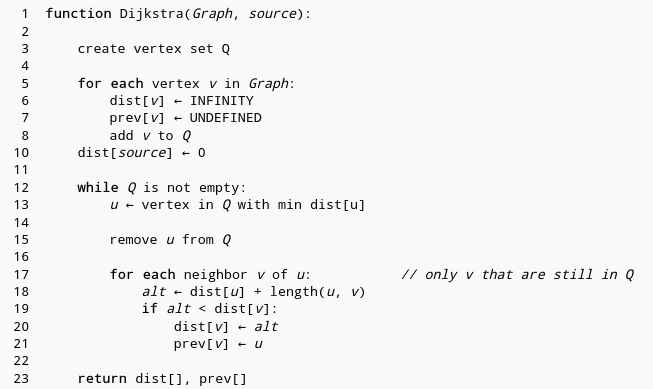 1 function Dijkstra(Graph, source):
2
3     create vertex set Q
4
5     for each vertex v in Graph:
6         dist[v] ← INFINITY
7         prev[v] ← UNDEFINED
8         add v to Q
10    dist[source] ← 0
11
12    while Q is not empty:
13        u ← vertex in Q with min dist[u]
14
15        remove u from Q
16
17        for each neighbor v of u:           // only v that are still in Q
18            alt ← dist[u] + length(u, v)
19            if alt < dist[v]:
20                dist[v] ← alt
21                prev[v] ← u
22
23    return dist[], prev[]